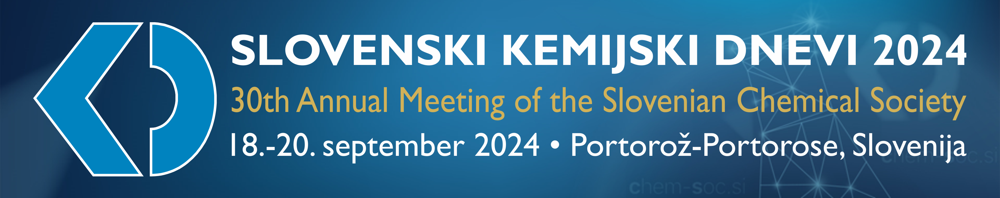 SLOVENSKI KEMIJSKI DNEVI 2024
30th Annual Meeting of the Slovenian Chemical Society
18.-20. september 2024 • Portorož-Portorose, Slovenija
chem-soc.si
chem-soc.si